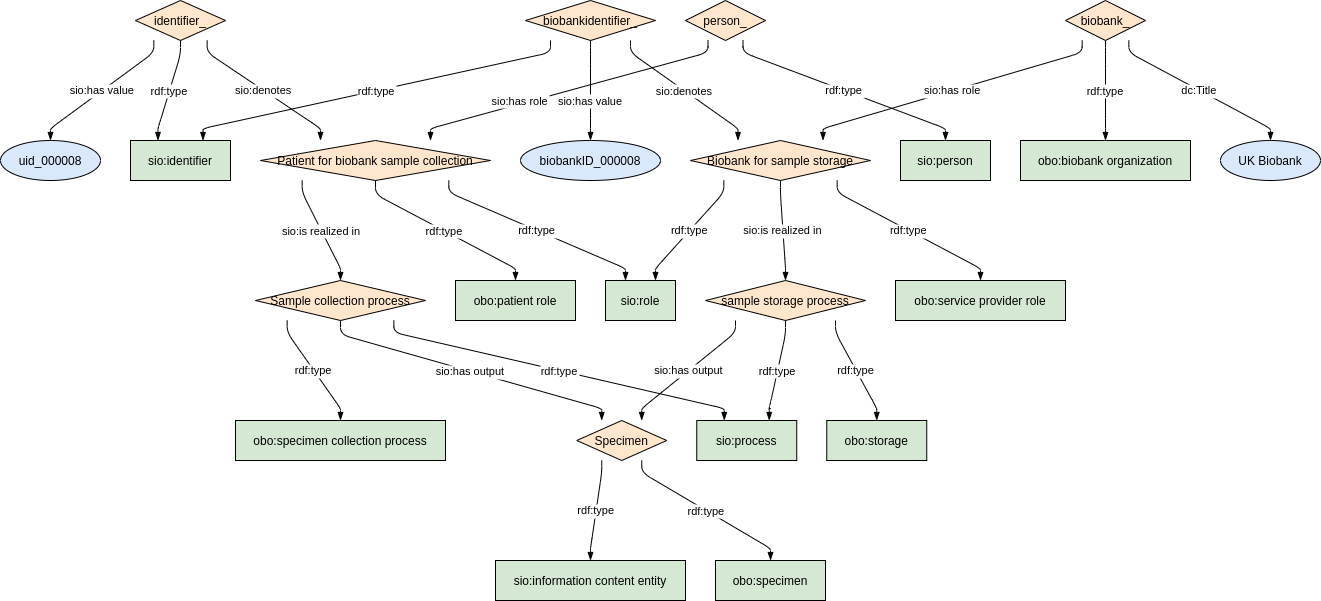 identifier_
biobankidentifier_
person_
biobank_
sio:has value
rdf:type
sio:denotes
rdf:type
sio:has role
sio:has value
sio:denotes
rdf:type
sio:has role
rdf:type
dc:Title
uid_000008
sio:identifier
Patient for biobank sample collection
biobankID_000008
Biobank for sample storage_
sio:person
obo:biobank organization
UK Biobank
sio:is realized in
rdf:type
rdf:type
rdf:type
sio:is realized in
rdf:type
Sample collection process
obo:patient role
sio:role
sample storage process
obo:service provider role
rdf:type
sio:has output
rdf:type
sio:has output
rdf:type
rdf:type
obo:specimen collection process
Specimen
sio:process
obo:storage
rdf:type
rdf:type
sio:information content entity
obo:specimen